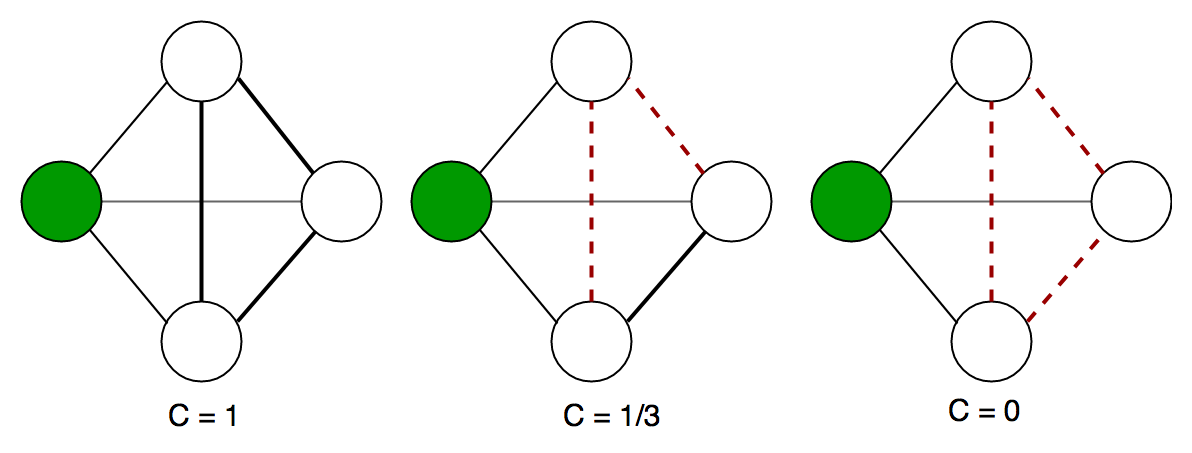 C = 1
C = 1/3
C = 0